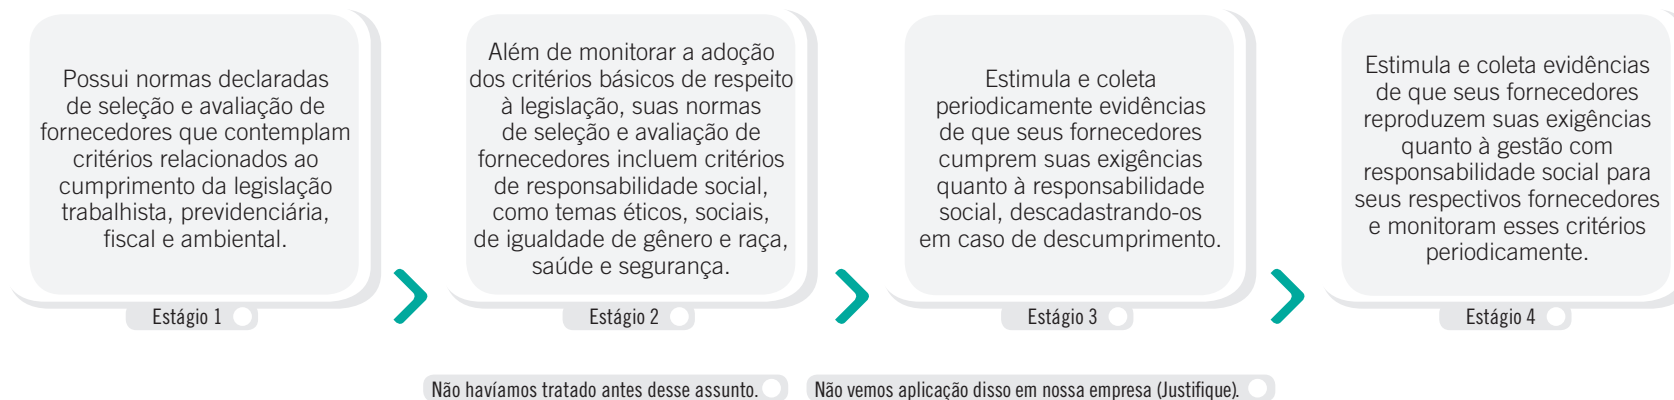 Possui normas declaradas
de seleção e avaliação de
fornecedores que contemplam
critérios relacionados ao
cumprimento da legislação
trabalhista, previdenciária,
fiscal e ambiental.
Estágio 1
Além de monitorar a adoção
dos critérios básicos de respeito
à legislação, suas normas
de seleção e avaliação de
fornecedores incluem critérios
de responsabilidade social,
como temas éticos, sociais,
de igualdade de gênero e raça,
saúde e segurança.
Estágio 2
Estimula e coleta
periodicamente evidências
de que seus fornecedores
cumprem suas exigências
quanto à responsabilidade
social, descadastrando-os
em caso de descumprimento.
Estágio 3
Estimula e coleta evidências
de que seus fornecedores
reproduzem suas exigências
quanto à gestão com
responsabilidade social para
seus respectivos fornecedores
e monitoram esses critérios
periodicamente.
Estágio 4
Não havíamos tratado antes desse assunto.
Não vemos aplicação disso em nossa empresa (Justifique).